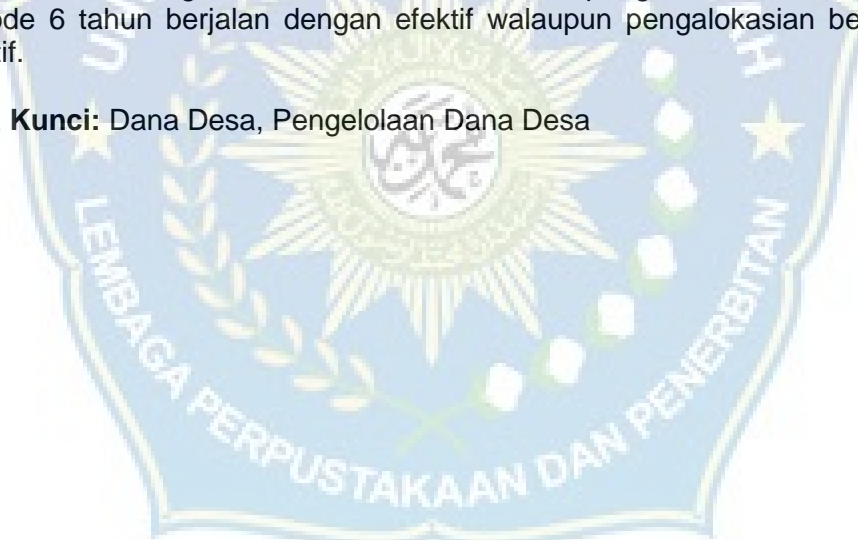 ode 6 tahun berjalan dengan efektif walaupun pengalokasian be
tif.
Kunci: Dana Desa, Pengelolaan Dana Desa
LEMBAGA PERPUSTAKAAN DAN PENERBITAN